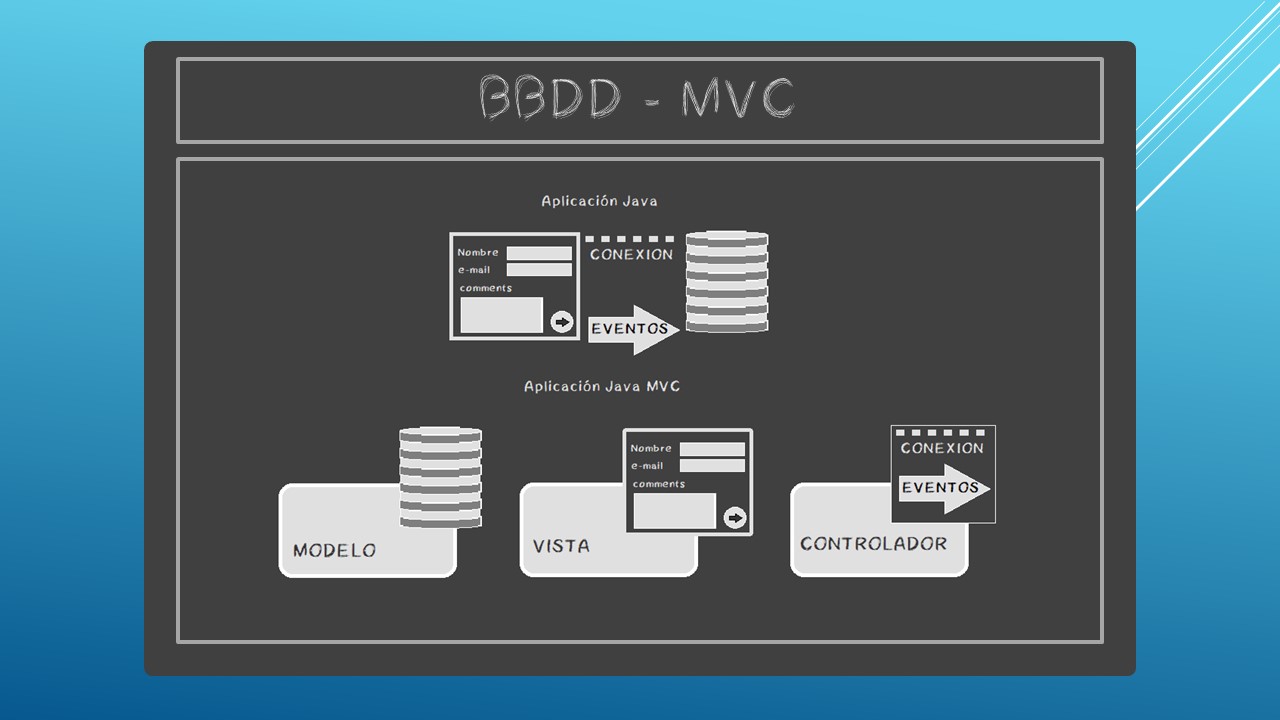 BBDD - MVC
Aplicación Java
Nombre
e-mail
comments
CONEXION
EVENTOS
Aplicación Java MVC
MODELO
Nombre
e-mail
comments
VISTA
CONEXION
EVENTOS
CONTROLADOR